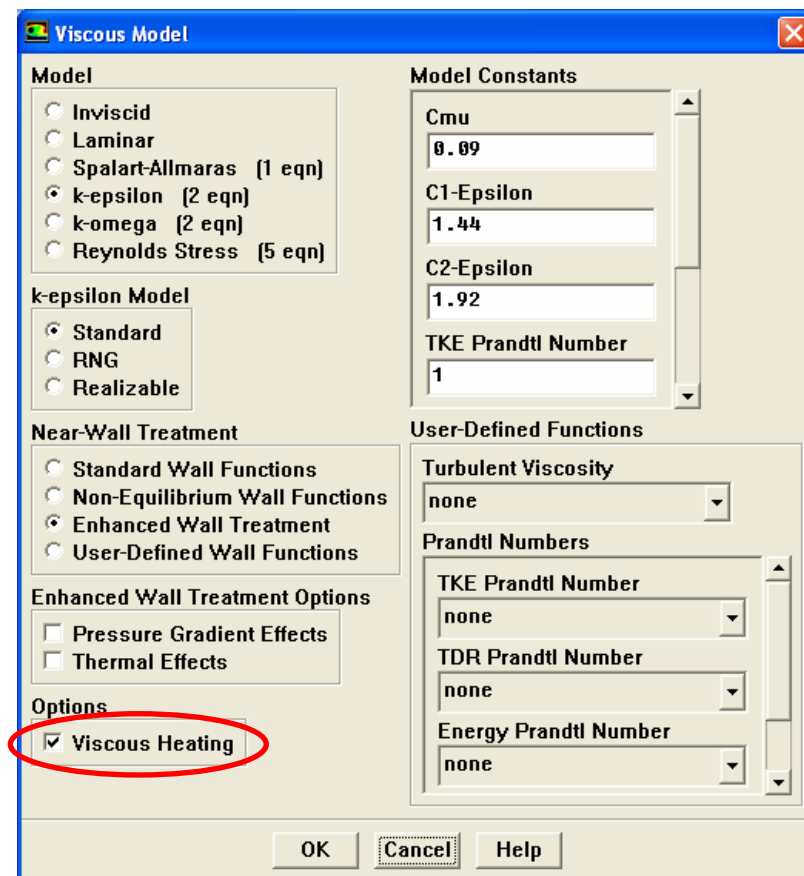 Viscous Model
Model
Inviscid
Laminar
Spalart-Allmaras (1 eqn)
k-epsilon (2 eqn)
k-omega (2 eqn)
Reynolds Stress (5 eqn)
k-epsilon Model
Standard
RNG
Realizable
Near-Wall Treatment
Standard Wall Functions
Non-Equilibrium Wall Functions
Enhanced Wall Treatment
User-Defined Wall Functions
Enhanced Wall Treatment Options
Pressure Gradient Effects
Thermal Effects
Options
Viscous Heating
Model Constants
Cmu
0.09
C1-Epsilon
1.44
C2-Epsilon
1.92
TKE Prandtl Number
1
User-Defined Functions
Turbulent Viscosity
none
Prandtl Numbers
TKE Prandtl Number
none
TDR Prandtl Number
none
Energy Prandtl Number
none
OK
Cancel
Help